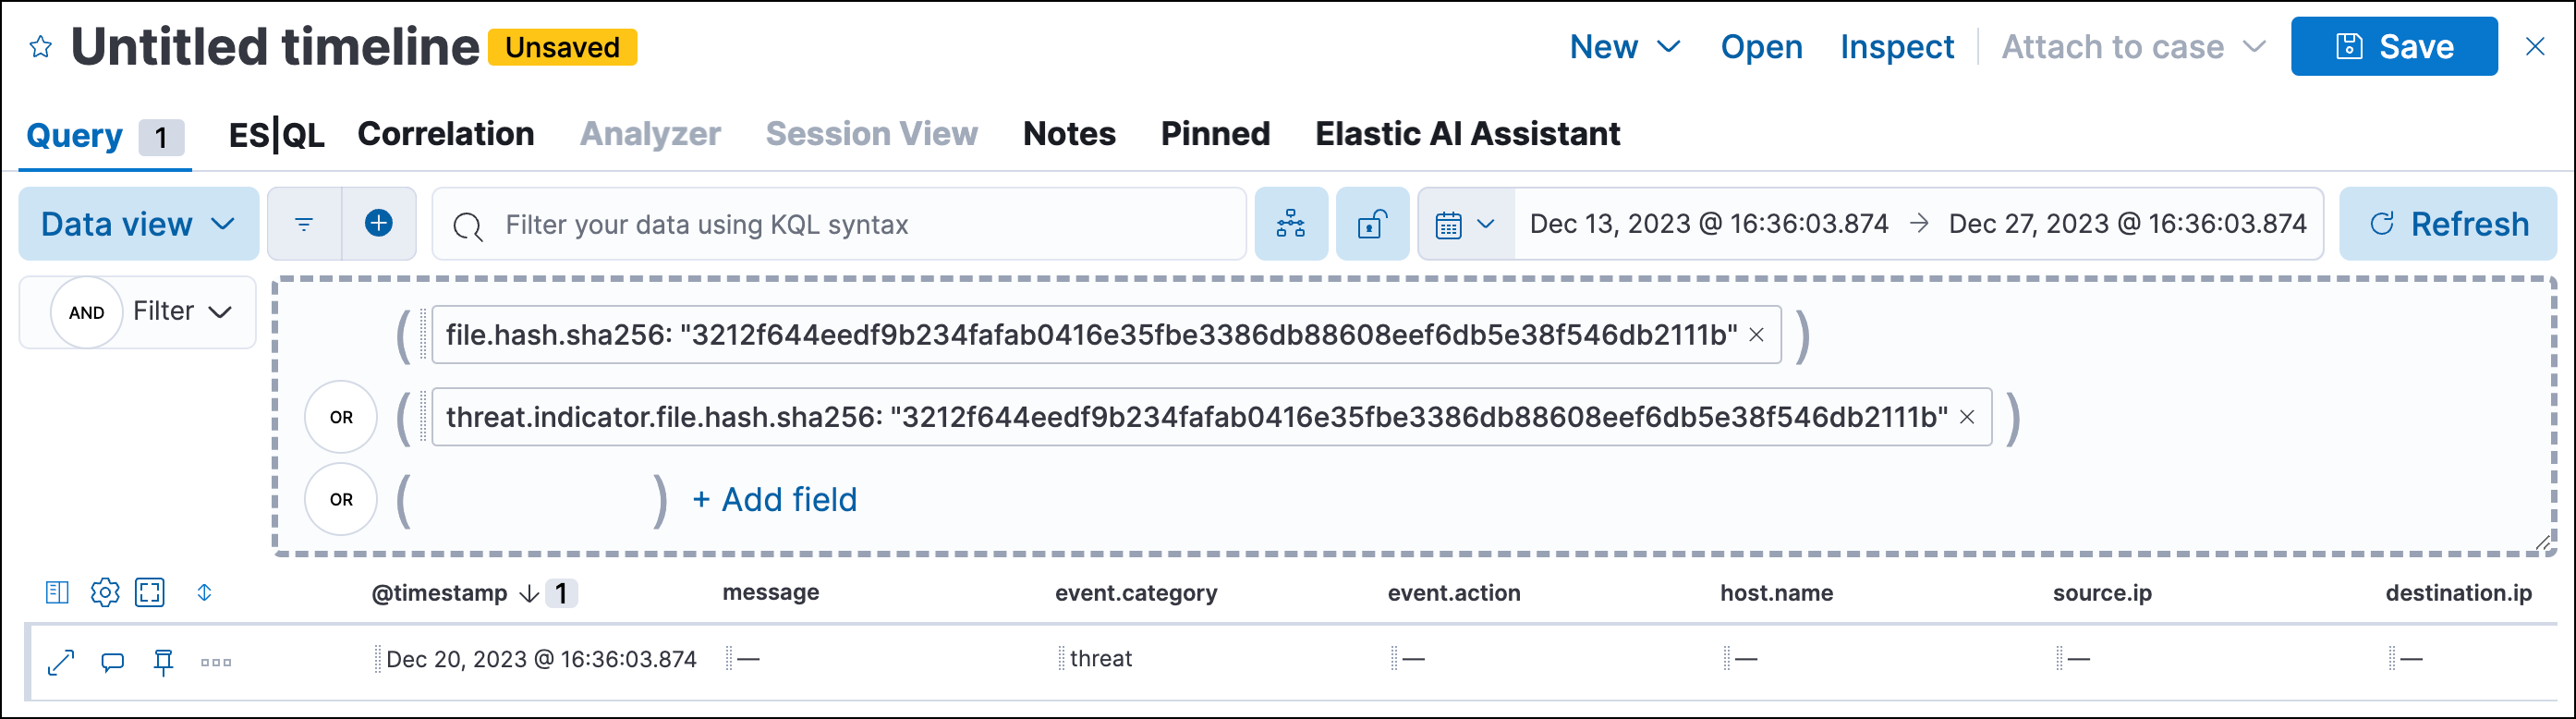 Untitled timeline Unsaved New Open Inspect Attach to case Save
Query 1 ES|QL Correlation Analyzer Session View Notes Pinned Elastic AI Assistant
Data view Filter your data using KQL syntax Dec 13, 2023 @ 16:36:03.874 → Dec 27, 2023 @ 16:36:03.874 Refresh
AND Filter ( file.hash.sha256: "3212f644eedf9b234fafab0416e35fbe3386db88608eef6db5e38f546db2111b" × )
OR ( threat.indicator.file.hash.sha256: "3212f644eedf9b234fafab0416e35fbe3386db88608eef6db5e38f546db2111b" × )
OR ( ) + Add field
@timestamp ↓ 1 message event.category event.action host.name source.ip destination.ip
Dec 20, 2023 @ 16:36:03.874 — threat — — — —